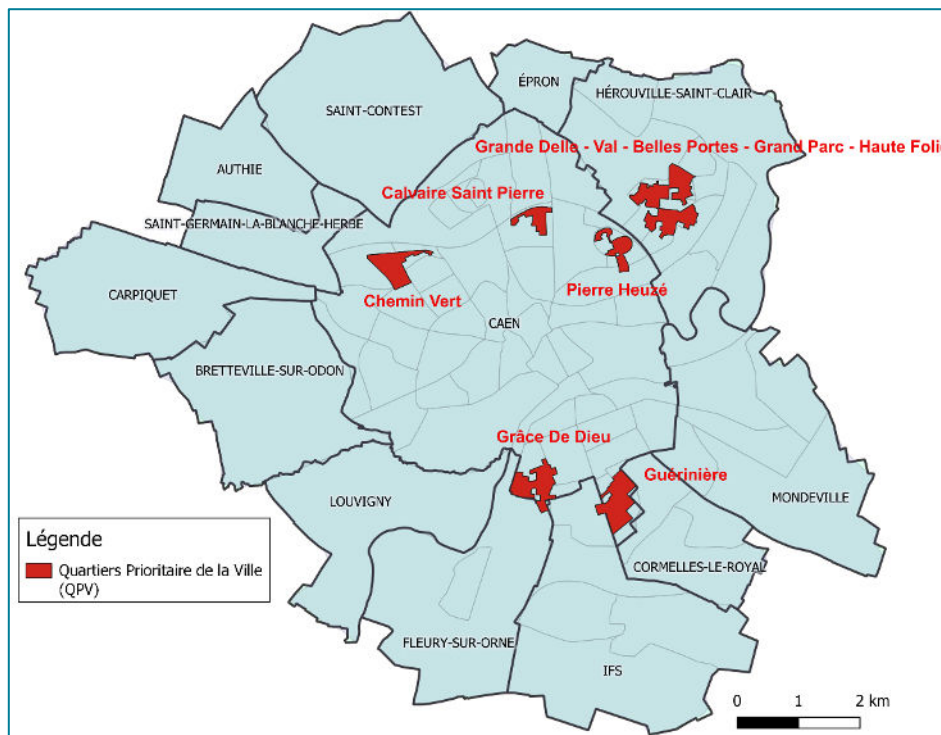 ÉPRON
HÉROUVILLE-SAINT-CLAIR
SAINT-CONTEST
Grande Delle - Val - Belles Portes - Grand Parc - Haute Folie
AUTHIE
Calvaire Saint Pierre
SAINT-GERMAIN-LA-BLANCHE-HERBE
CARPIQUET
Chemin Vert
Pierre Heuzé
CAEN
BRETTEVILLE-SUR-ODON
Grâce De Dieu
Guérinière
LOUVIGNY
MONDEVILLE
Légende
Quartiers Prioritaire de la Ville
(QPV)
CORMELLES-LE-ROYAL
FLEURY-SUR-ORNE
IFS
0 1 2 km